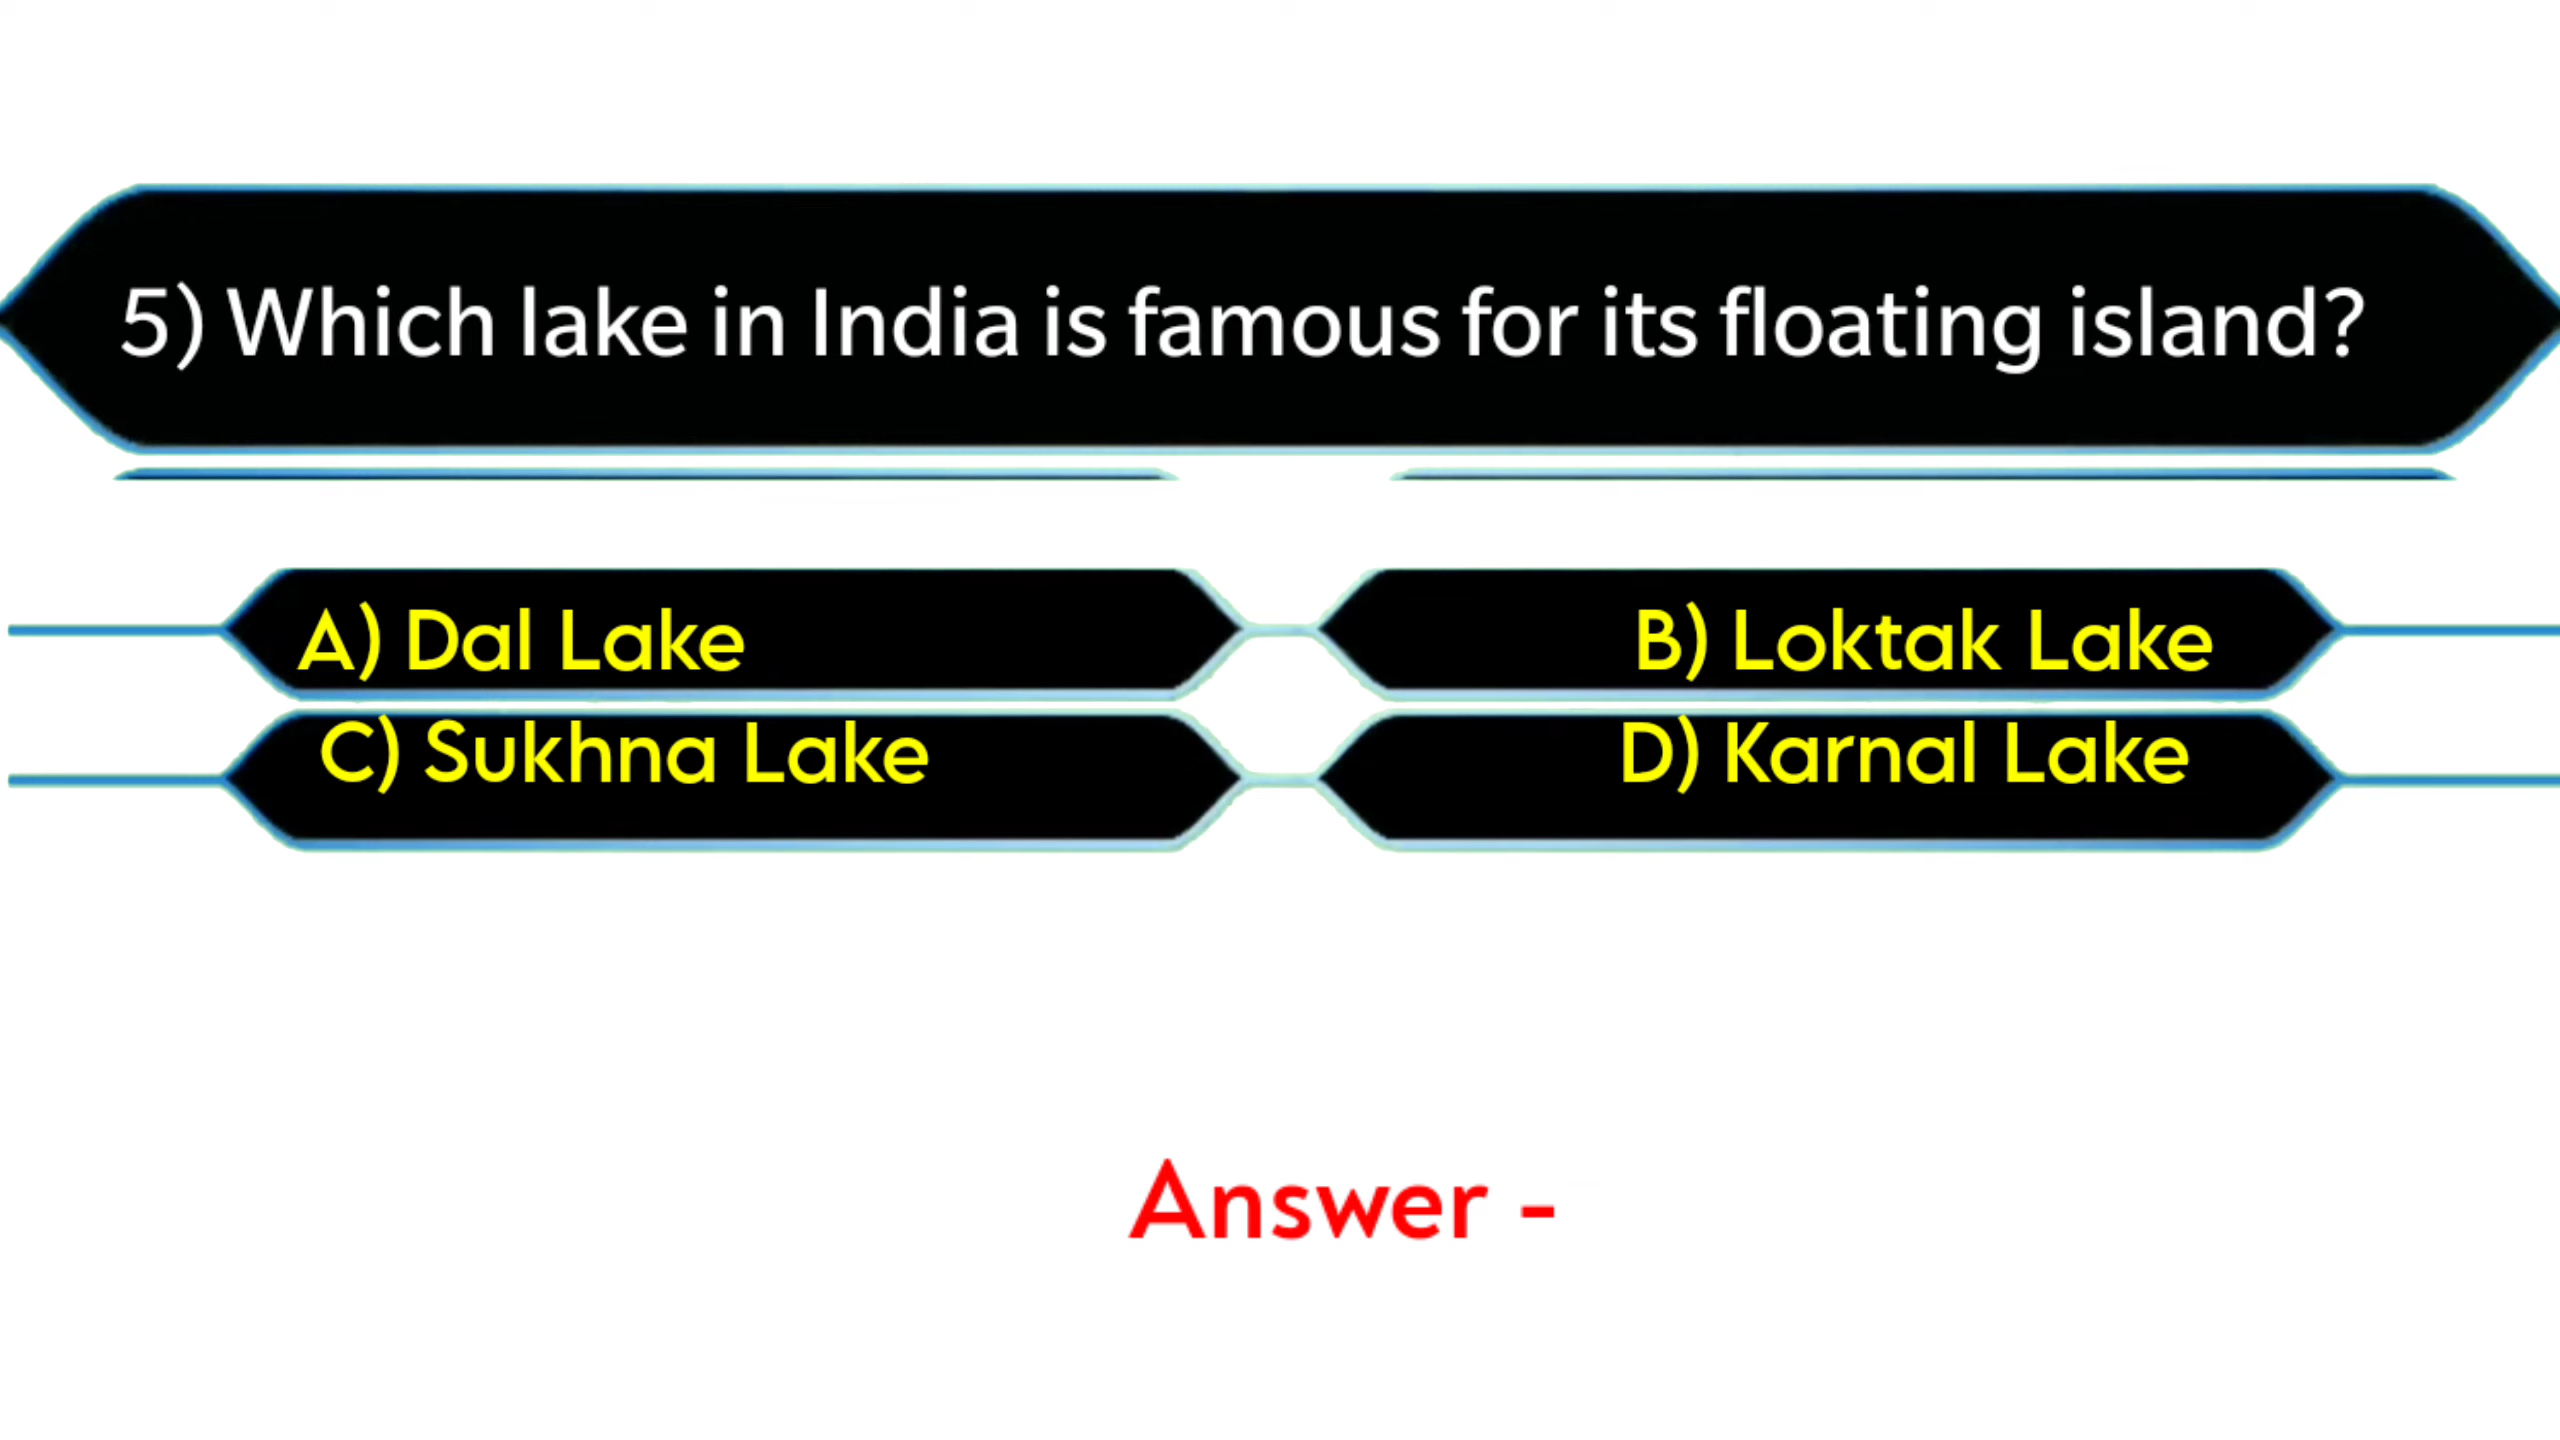 5) Which lake in India is famous for its floating island?
A) Dal Lake
B) Loktak Lake
C) Sukhna Lake
D) Karnal Lake
Answer -